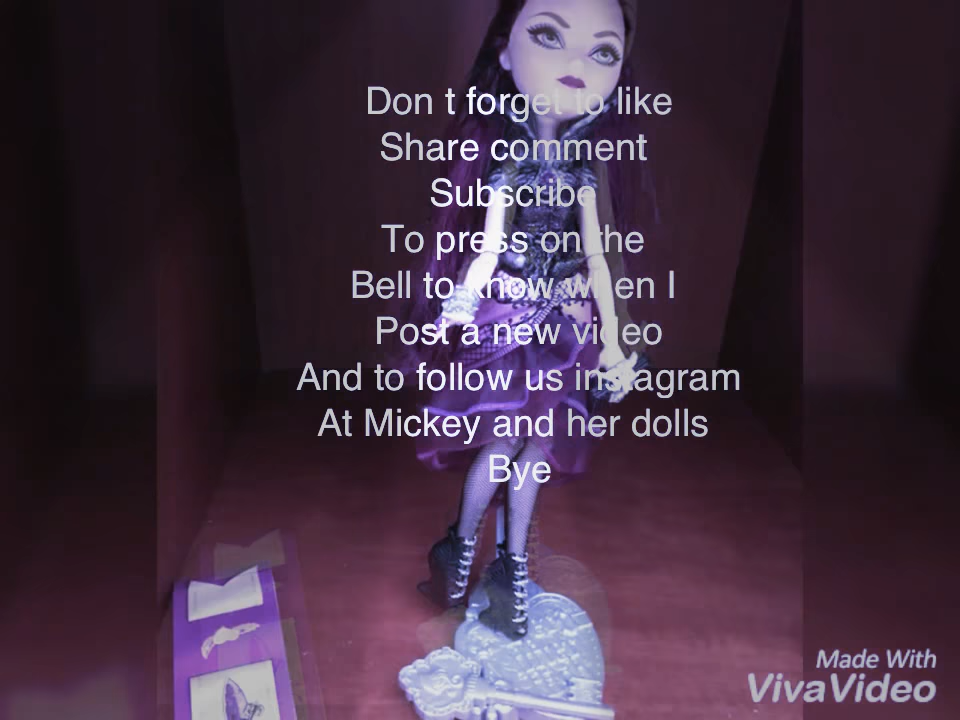 Don t forget to like
Share comment
Subscribe
To press on the
Bell to know when I
Post a new video
And to follow us instagram
At Mickey and her dolls
Bye
Made With
VivaVideo